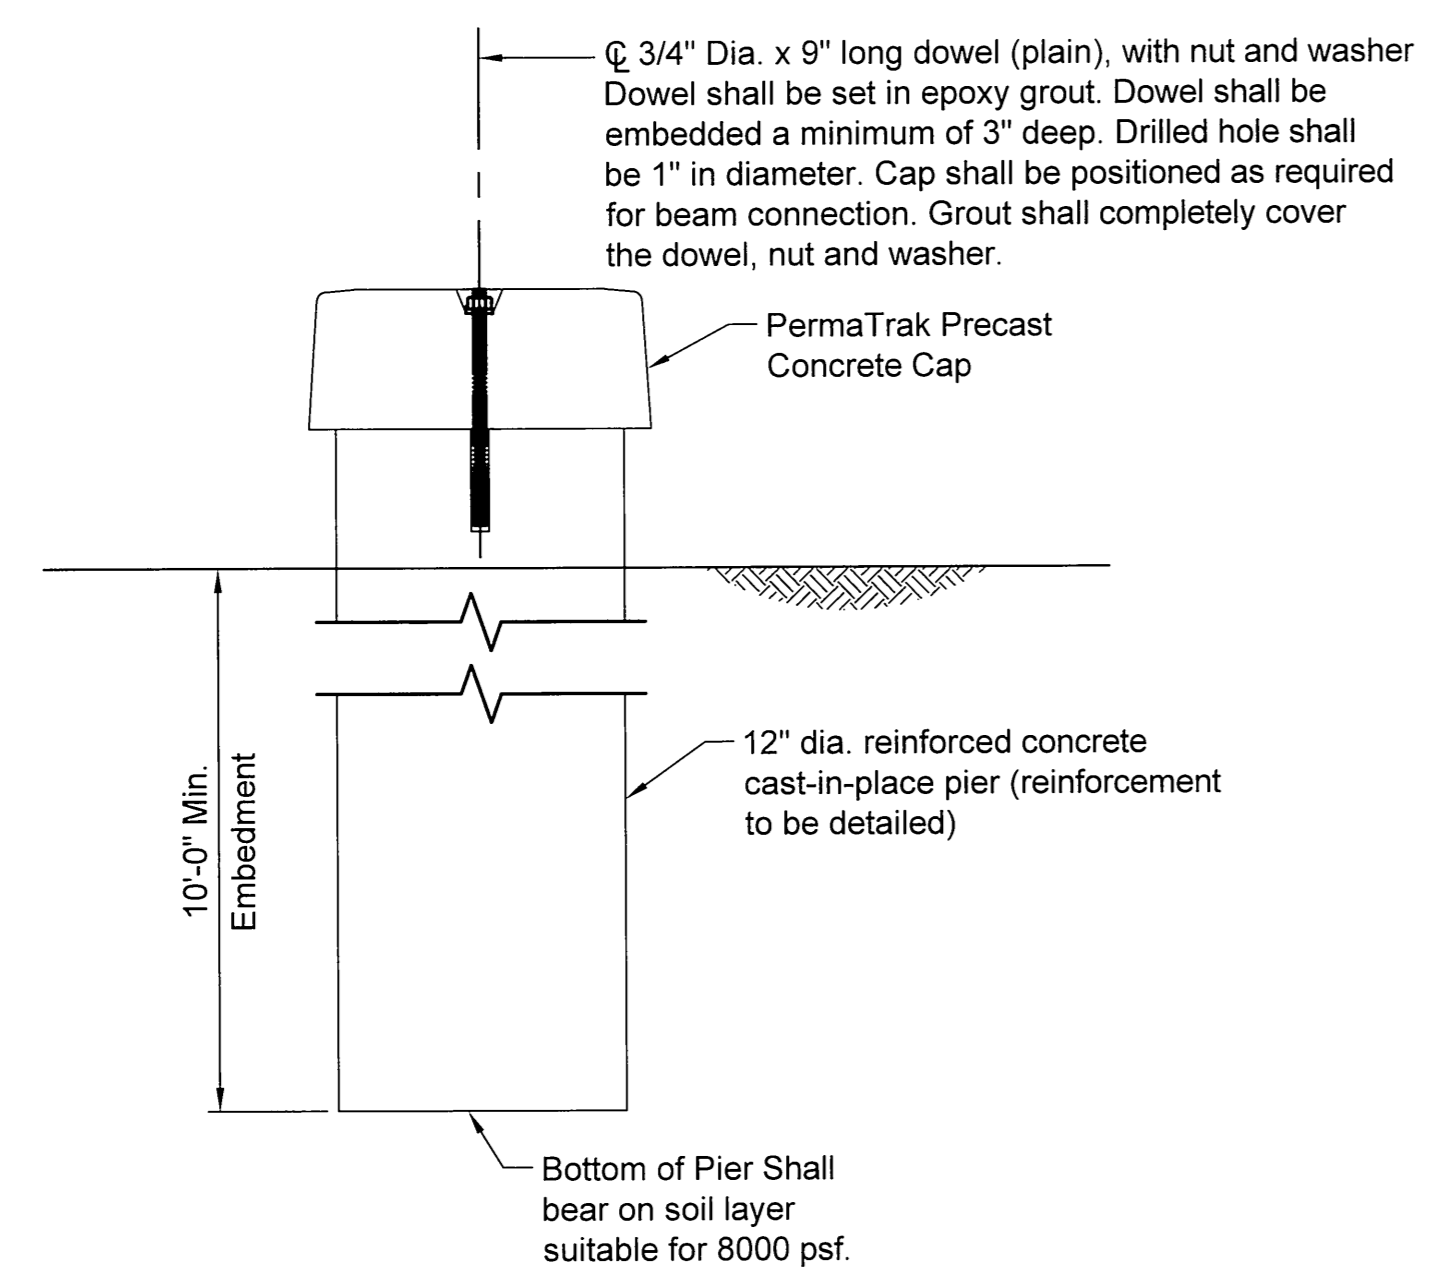 ℄ 3/4" Dia. x 9" long dowel (plain), with nut and washer
Dowel shall be set in epoxy grout. Dowel shall be
embedded a minimum of 3" deep. Drilled hole shall
be 1" in diameter. Cap shall be positioned as required
for beam connection. Grout shall completely cover
the dowel, nut and washer.
PermaTrak Precast
Concrete Cap
10'-0" Min.
Embedment
12" dia. reinforced concrete
cast-in-place pier (reinforcement
to be detailed)
Bottom of Pier Shall
bear on soil layer
suitable for 8000 psf.